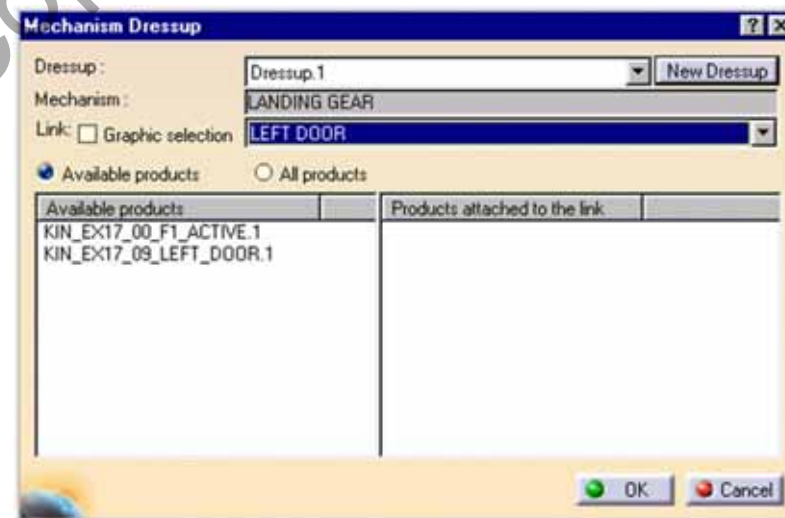 Mechanism Dressup
Dressup :
Dressup.1
New Dressup
Mechanism :
LANDING GEAR
Link:
Graphic selection
LEFT DOOR
Available products
All products
Available products
Products attached to the link
KIN_EX17_00_F1_ACTIVE.1
KIN_EX17_09_LEFT_DOOR.1
OK
Cancel